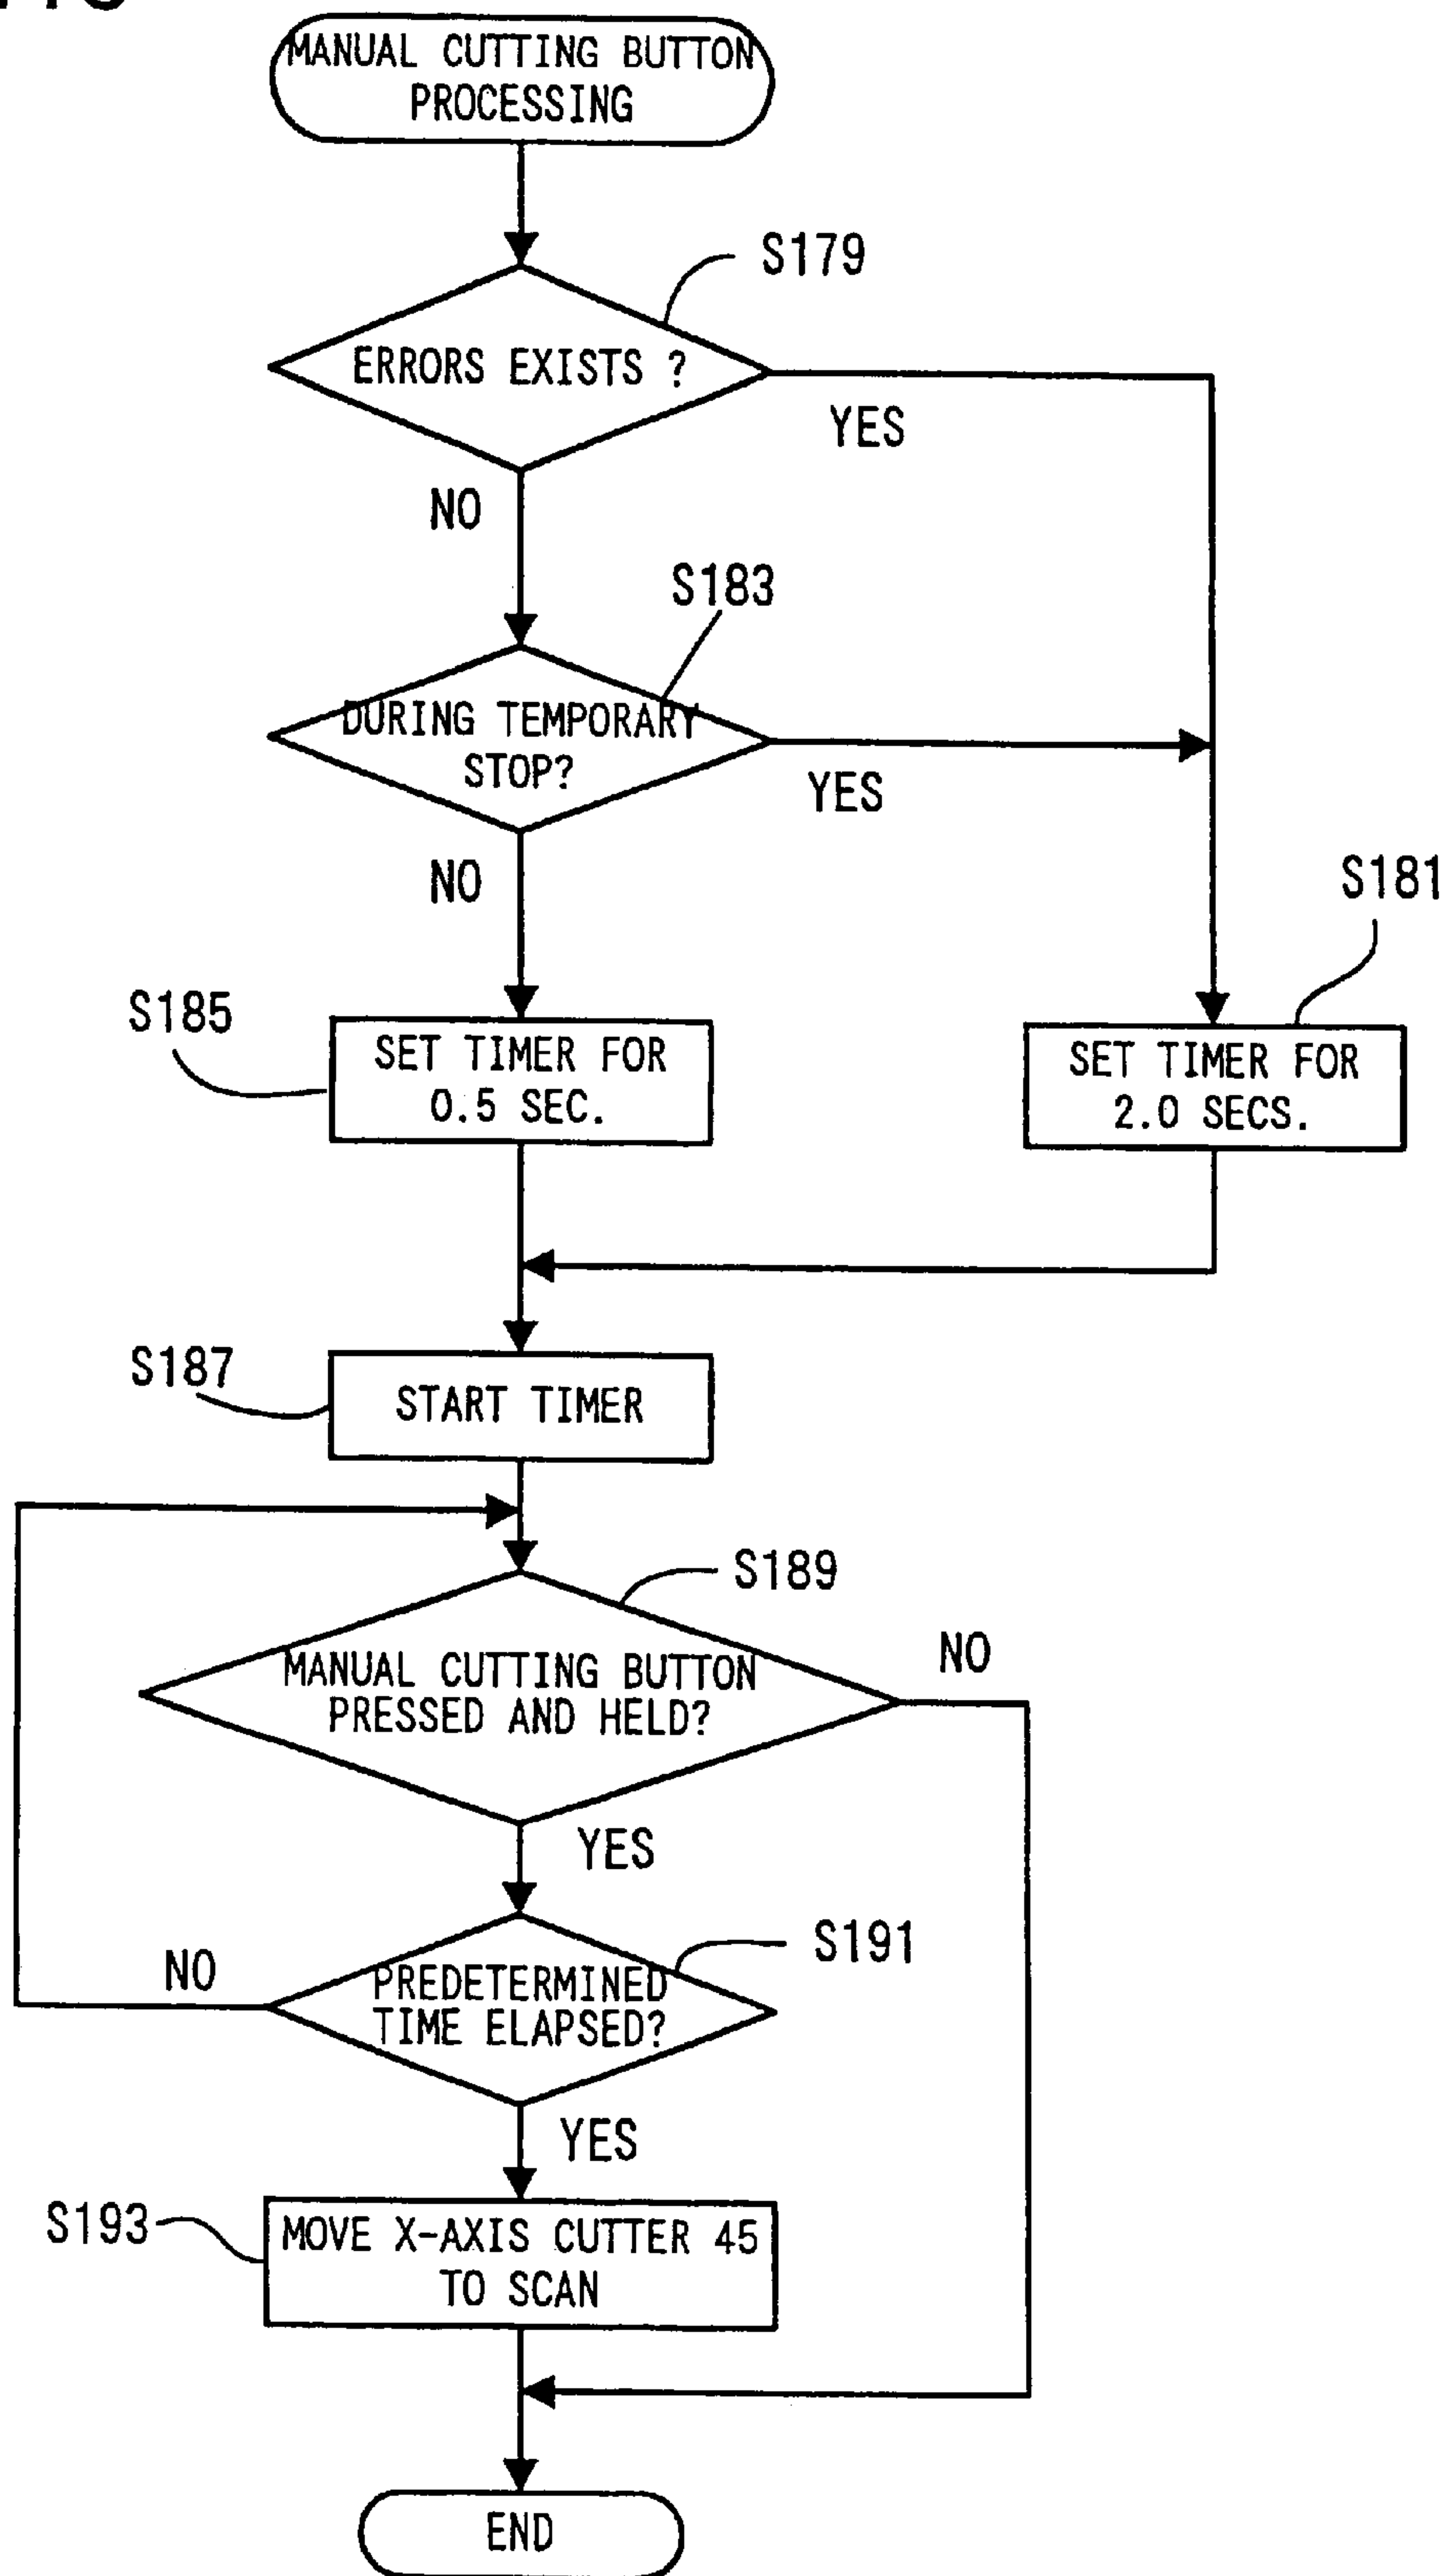 MANUAL CUTTING BUTTON
PROCESSING
S179
ERRORS EXISTS ?
YES
NO
S183
DURING TEMPORARY
STOP?
YES
NO
S181
S185
SET TIMER FOR
0.5 SEC.
SET TIMER FOR
2.0 SECS.
S187
START TIMER
S189
MANUAL CUTTING BUTTON
PRESSED AND HELD?
NO
YES
S191
NO
PREDETERMINED
TIME ELAPSED?
YES
S193
MOVE X-AXIS CUTTER 45
TO SCAN
END